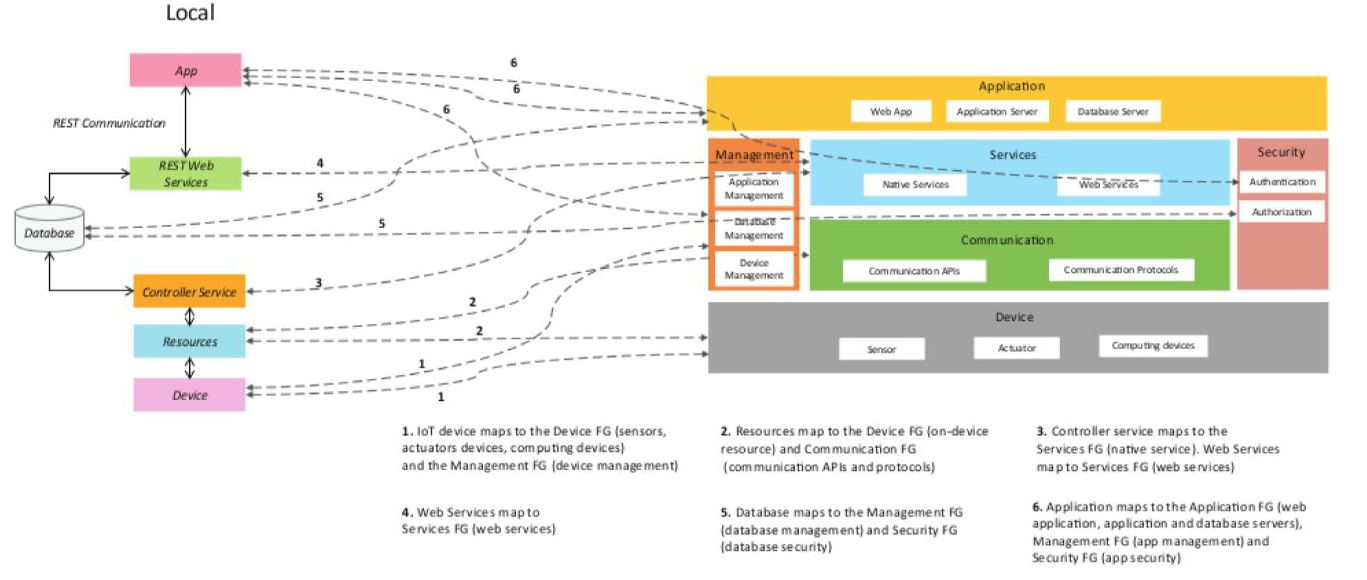 Local
App
REST Communication
REST Web
Services
Database
Controller Service
Resources
Device
6
6
6
4
5
5
3
2
2
1
1
Application
Web App
Application Server
Database Server
Management
Application
Management
Database
Management
Device
Management
Services
Native Services
Web Services
Communication
Communication APIs
Communication Protocols
Security
Authentication
Authorization
Device
Sensor
Actuator
Computing devices
1. IoT device maps to the Device FG (sensors,
actuators devices, computing devices)
and the Management FG (device management)
2. Resources map to the Device FG (on-device
resource) and Communication FG
(communication APIs and protocols)
3. Controller service maps to the
Services FG (native service). Web Services
map to Services FG (web services)
4. Web Services map to
Services FG (web services)
5. Database maps to the Management FG
(database management) and Security FG
(database security)
6. Application maps to the Application FG (web
application, application and database servers),
Management FG (app management) and
Security FG (app security)